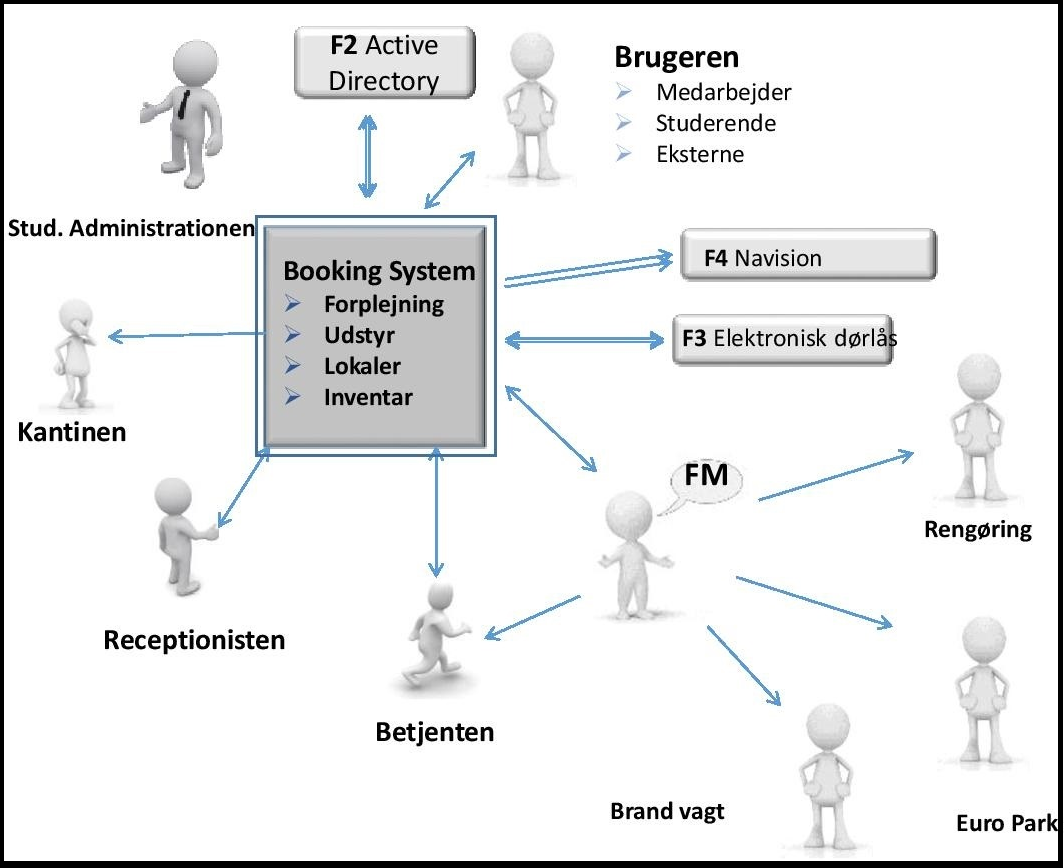 F2 Active
Directory
Brugeren
Medarbejder
Studerende
Eksterne
Stud. Administrationen
Booking System
Forplejning
Udstyr
Lokaler
Inventar
F4 Navision
F3 Elektronisk dørlås
Kantinen
FM
Rengøring
Receptionisten
Betjenten
Brand vagt
Euro Park